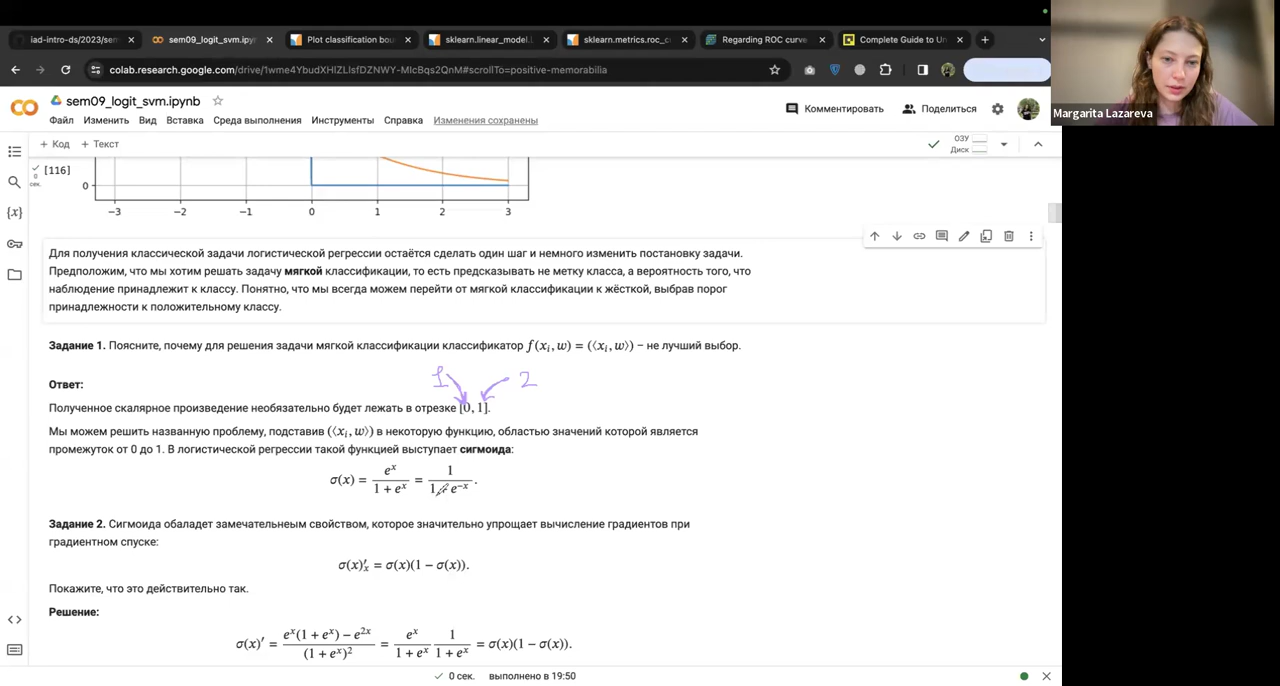 iad-intro-ds/2023/sem
sem09_logit_svm.ipynb
Plot classification bou
sklearn.linear_model.L
sklearn.metrics.roc_c
Regarding ROC curve
Complete Guide to Un
colab.research.google.com/drive/1wme4YbudXHIZLIsfDZNWY-MIcBqs2QnM#scrollTo=positive-memorabilia
Margarita Lazareva
sem09_logit_svm.ipynb
Комментировать
Поделиться
Файл Изменить Вид Вставка Среда выполнения Инструменты Справка Изменения сохранены
+ Код + Текст
ОЗУ
Диск
[116]
0
сек.
0
−3 −2 −1 0 1 2 3
Для получения классической задачи логистической регрессии остаётся сделать один шаг и немного изменить постановку задачи.
Предположим, что мы хотим решать задачу мягкой классификации, то есть предсказывать не метку класса, а вероятность того, что
наблюдение принадлежит к классу. Понятно, что мы всегда можем перейти от мягкой классификации к жёсткой, выбрав порог
принадлежности к положительному классу.
Задание 1. Поясните, почему для решения задачи мягкой классификации классификатор f(xᵢ, w) = (⟨xᵢ, w⟩) − не лучший выбор.
1 2
Ответ:
Полученное скалярное произведение необязательно будет лежать в отрезке [0, 1].
Мы можем решить названную проблему, подставив (⟨xᵢ, w⟩) в некоторую функцию, областью значений которой является
промежуток от 0 до 1. В логистической регрессии такой функцией выступает сигмоида:
σ(x) = eˣ / (1 + eˣ) = 1 / (1 + e⁻ˣ).
Задание 2. Сигмоида обаладет замечательнеым свойством, которое значительно упрощает вычисление градиентов при
градиентном спуске:
σ(x)′ₓ = σ(x)(1 − σ(x)).
Покажите, что это действительно так.
Решение:
σ(x)′ = (eˣ(1 + eˣ) − e²ˣ) / (1 + eˣ)² = eˣ / (1 + eˣ) 1 / (1 + eˣ) = σ(x)(1 − σ(x)).
0 сек. выполнено в 19:50